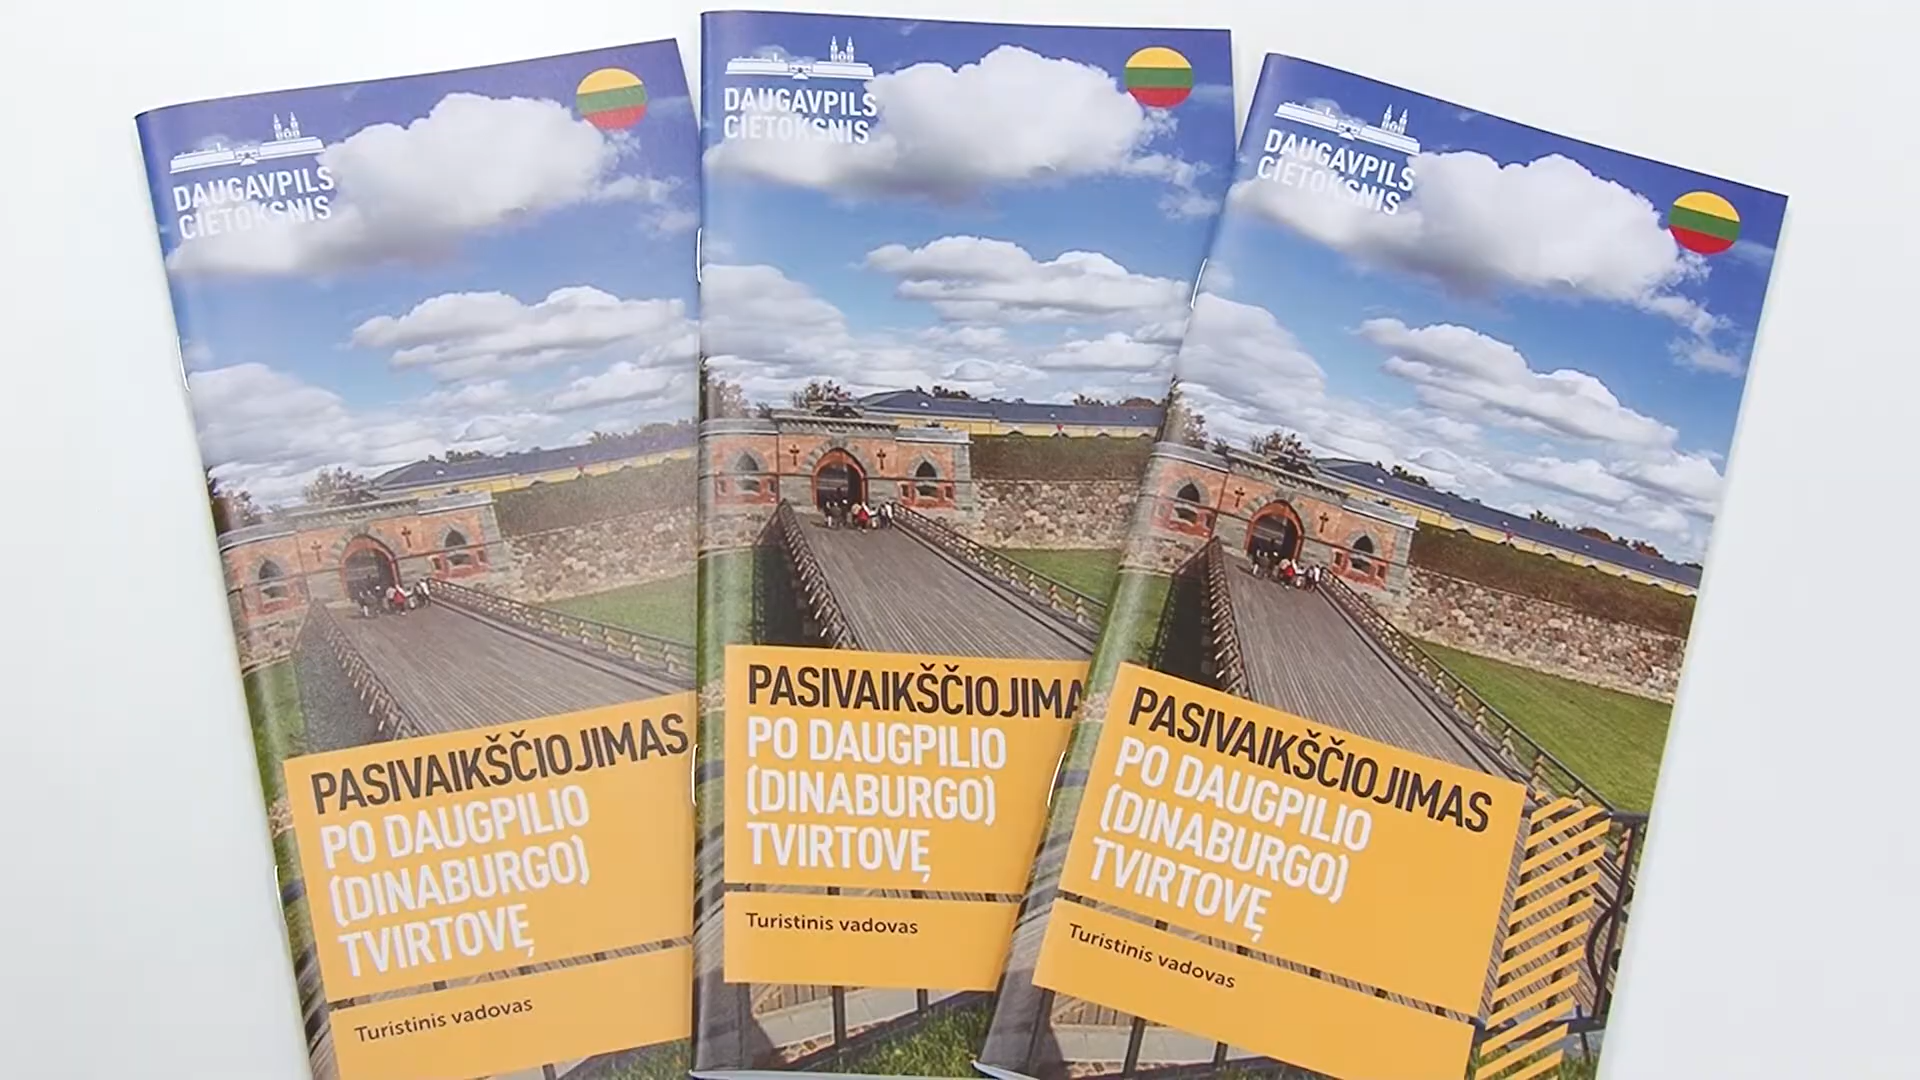 DAUGAVPILS
CIETOKSNIS
PASIVAIKŠČIOJIMAS
PO DAUGPILIO
(DINABURGO)
TVIRTOVĘ
Turistinis vadovas
DAUGAVPILS
CIETOKSNIS
PASIVAIKŠČIOJIMA
PO DAUGPILIO
(DINABURGO)
TVIRTOVĘ
Turistinis vadovas
DAUGAVPILS
CIETOKSNIS
PASIVAIKŠČIOJIMAS
PO DAUGPILIO
(DINABURGO)
TVIRTOVĘ
Turistinis vadovas